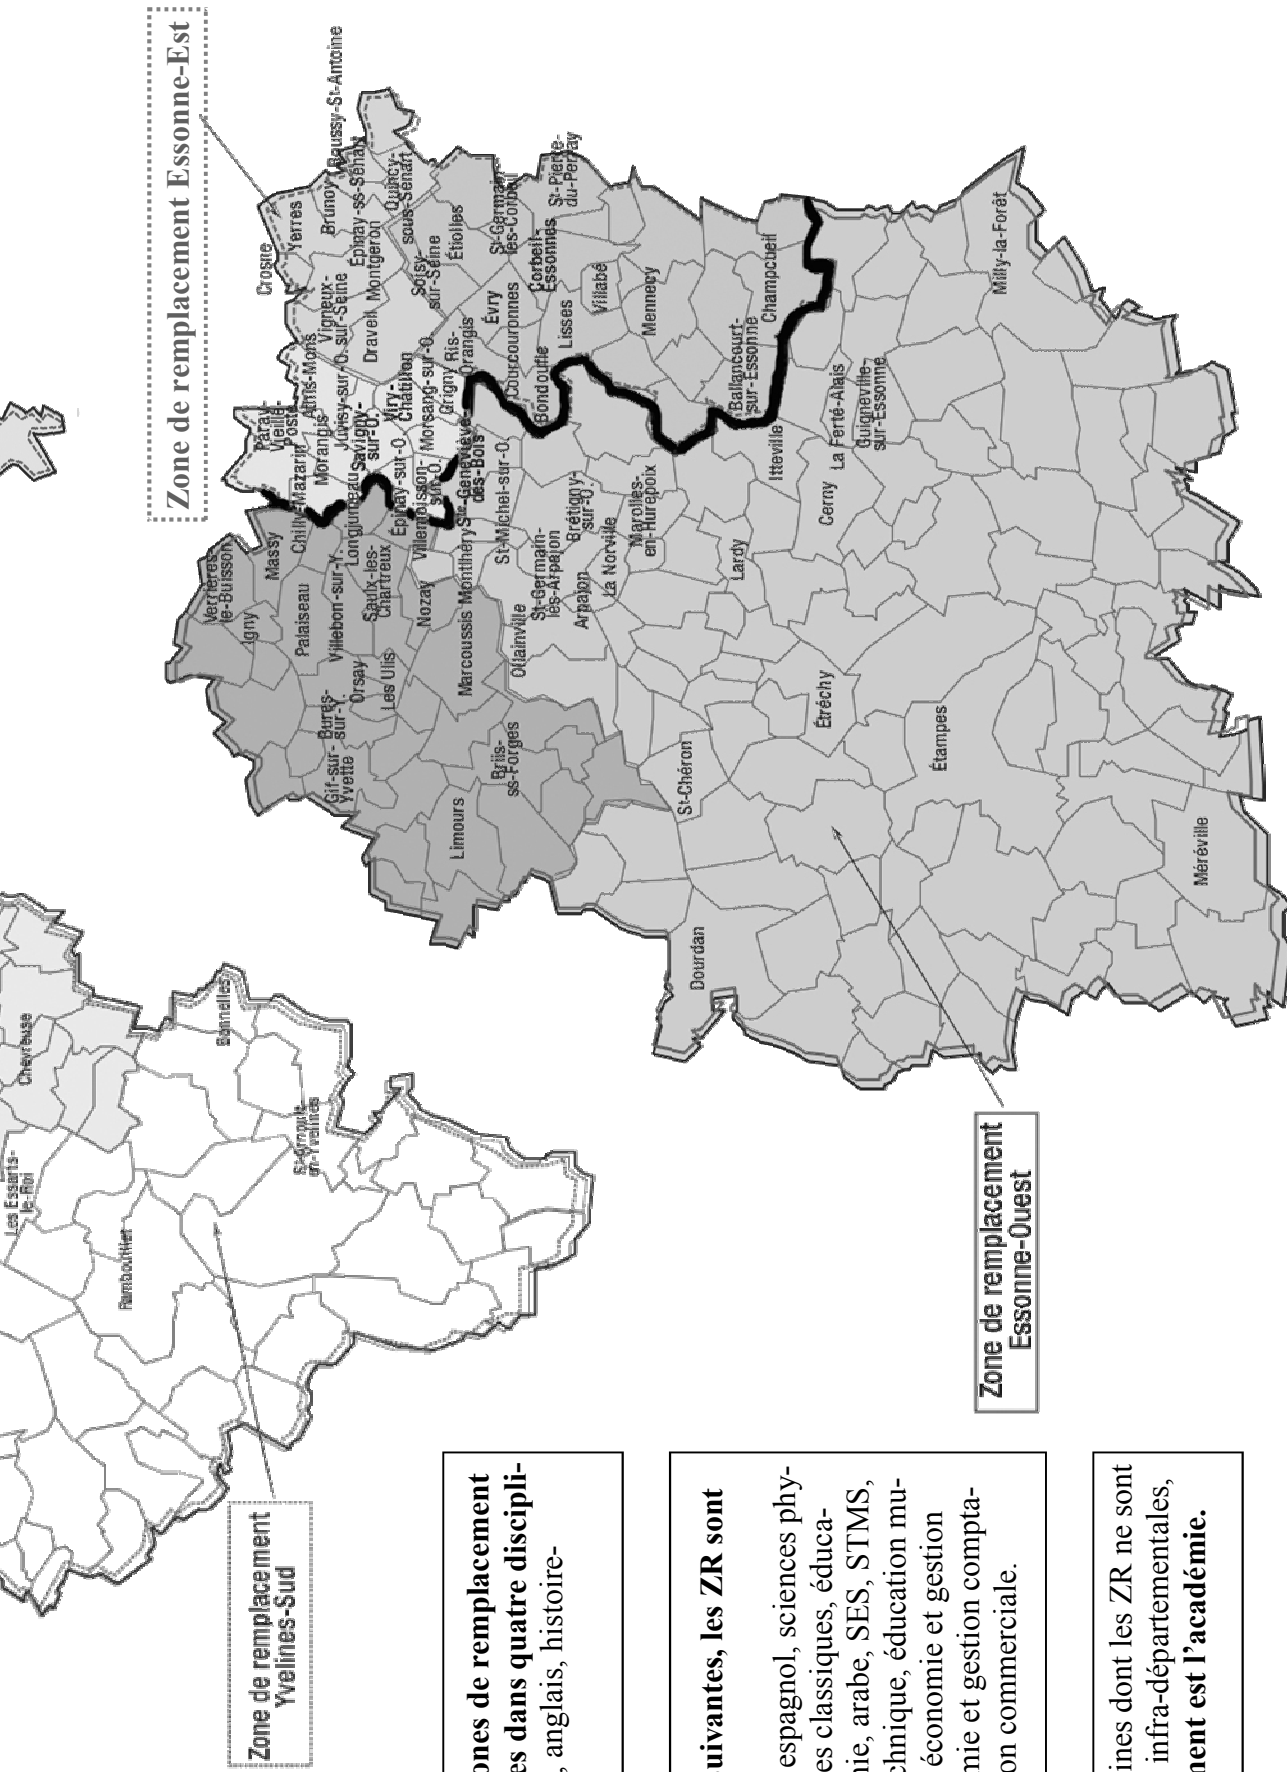 Zone de remplacement Essonne-Est
Crosne
Yerres
Brunoy
Boussy-St-Antoine
Épinay-ss-Sénart
Quincy-
sous-Sénart
Vigneux-
sur-Seine
Montgeron
Draveil
Soisy-
sur-Seine
Étiolles
St-Germain-
lès-Corbeil
St-Pierre-
du-Perray
Corbeil-
Essonnes
Paray-
Vieille-
Poste
Athis-Mons
Juvisy-sur-O.
Morangis
Chilly-Mazarin
Savigny-
sur-O.
Viry-
Châtillon
Grigny
Ris-
Orangis
Évry
Courcouronnes
Bondoufle
Lisses
Villabé
Mennecy
Champcueil
Ballancourt-
sur-Essonne
Milly-la-Forêt
Verrières-
le-Buisson
Massy
Igny
Palaiseau
Longjumeau
Épinay-sur-O.
Morsang-sur-O.
Villemoisson-
sur-O.
Ste-Geneviève-
des-Bois
Villebon-sur-Y.
Saulx-les-
Chartreux
Orsay
Les Ulis
Nozay
Montlhéry
Marcoussis
St-Michel-sur-O.
Bures-
sur-Y.
Gif-sur-
Yvette
Briis-
ss-Forges
Limours
Ollainville
St-Germain-
lès-Arpajon
Arpajon
Brétigny-
sur-O.
La Norville
Marolles-
en-Hurepoix
Lardy
Itteville
Cerny
La Ferté-Alais
Guigneville-
sur-Essonne
St-Chéron
Étréchy
Étampes
Dourdan
Méréville
Zone de remplacement
Essonne-Ouest
Chevreuse
Bonnelles
Les Essarts-
le-Roi
St-Arnoult-
en-Yvelines
Rambouillet
Zone de remplacement
Yvelines-Sud
ones de remplacement
es dans quatre discipli-
, anglais, histoire-
uivantes, les ZR sont
espagnol, sciences phy-
es classiques, éduca-
nie, arabe, SES, STMS,
chnique, éducation mu-
économie et gestion
mie et gestion compta-
on commerciale.
ines dont les ZR ne sont
infra-départementales,
ment est l'académie.